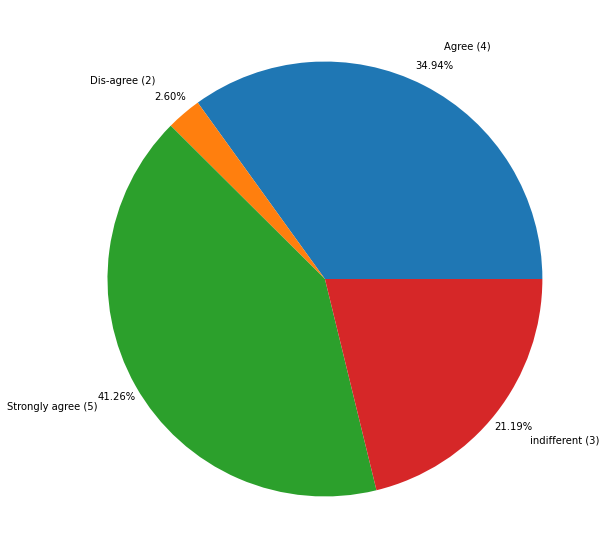 Agree (4)
34.94%
Dis-agree (2)
2.60%
Strongly agree (5)
41.26%
21.19%
indifferent (3)